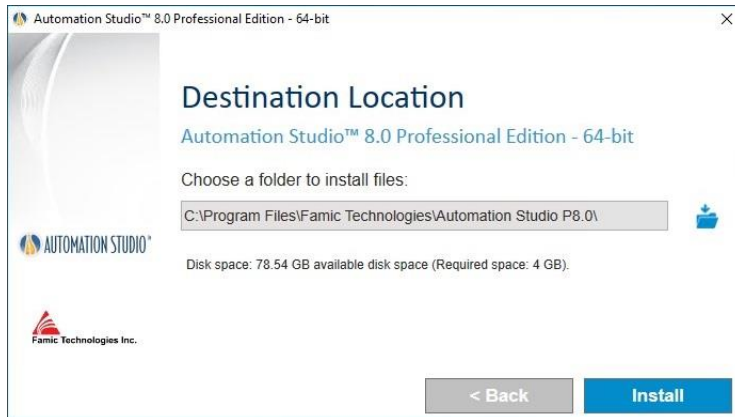 Automation Studio™ 8.0 Professional Edition - 64-bit
Destination Location
Automation Studio™ 8.0 Professional Edition - 64-bit
Choose a folder to install files:
C:\Program Files\Famic Technologies\Automation Studio P8.0\
AUTOMATION STUDIO™
Disk space: 78.54 GB available disk space (Required space: 4 GB).
Famic Technologies Inc.
< Back
Install